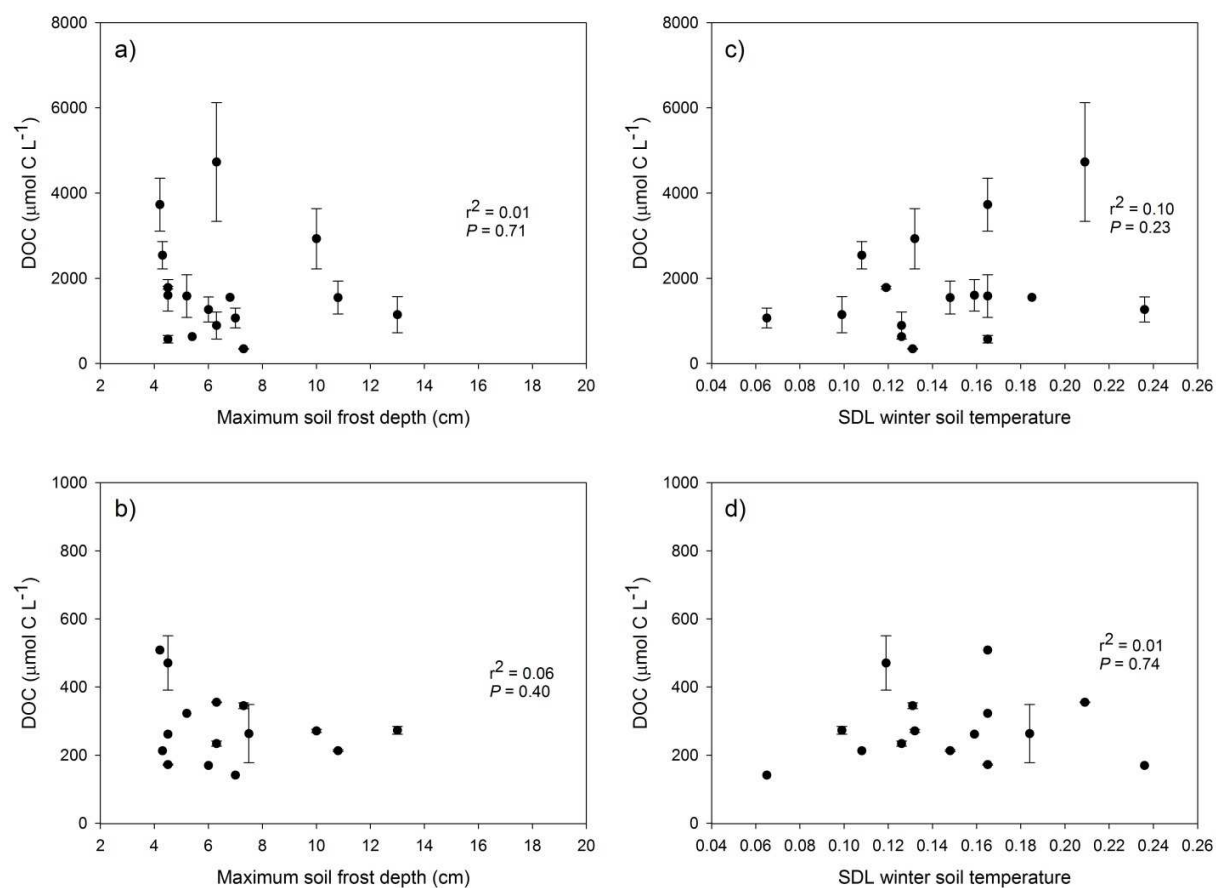 a)
DOC (μmol C L-1)
8000
6000
4000
2000
0
r2 = 0.01
P = 0.71
2 4 6 8 10 12 14 16 18 20
Maximum soil frost depth (cm)
c)
DOC (μmol C L-1)
8000
6000
4000
2000
0
r2 = 0.10
P = 0.23
0.04 0.06 0.08 0.10 0.12 0.14 0.16 0.18 0.20 0.22 0.24 0.26
SDL winter soil temperature
b)
DOC (μmol C L-1)
1000
800
600
400
200
0
r2 = 0.06
P = 0.40
2 4 6 8 10 12 14 16 18 20
Maximum soil frost depth (cm)
d)
DOC (μmol C L-1)
1000
800
600
400
200
0
r2 = 0.01
P = 0.74
0.04 0.06 0.08 0.10 0.12 0.14 0.16 0.18 0.20 0.22 0.24 0.26
SDL winter soil temperature